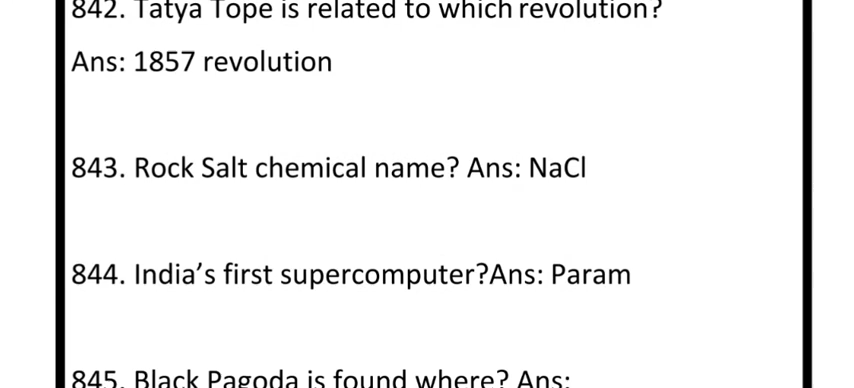 842. Tatya Tope is related to which revolution?
Ans: 1857 revolution
843. Rock Salt chemical name? Ans: NaCl
844. India’s first supercomputer?Ans: Param
845. Black Pagoda is found where? Ans: